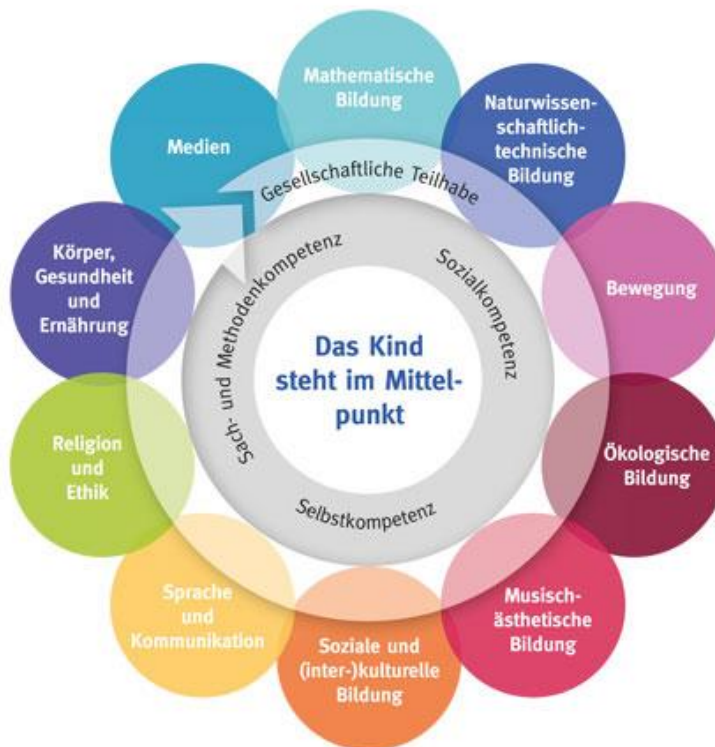 Mathematische
Bildung
Naturwissen-
schaftlich-
technische
Bildung
Bewegung
Ökologische
Bildung
Musisch-
ästhetische
Bildung
Soziale und
(inter-)kulturelle
Bildung
Sprache
und
Kommunikation
Religion
und
Ethik
Körper,
Gesundheit
und
Ernährung
Medien
Gesellschaftliche Teilhabe
Sach- und Methodenkompetenz
Sozialkompetenz
Selbstkompetenz
Das Kind
steht im Mittel-
punkt